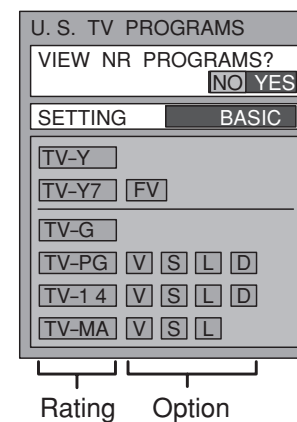 U. S. TV PROGRAMS
VIEW NR PROGRAMS?
NO YES
SETTING BASIC
TV-Y
TV-Y7 FV
TV-G
TV-PG V S L D
TV-1 4 V S L D
TV-MA V S L
Rating Option